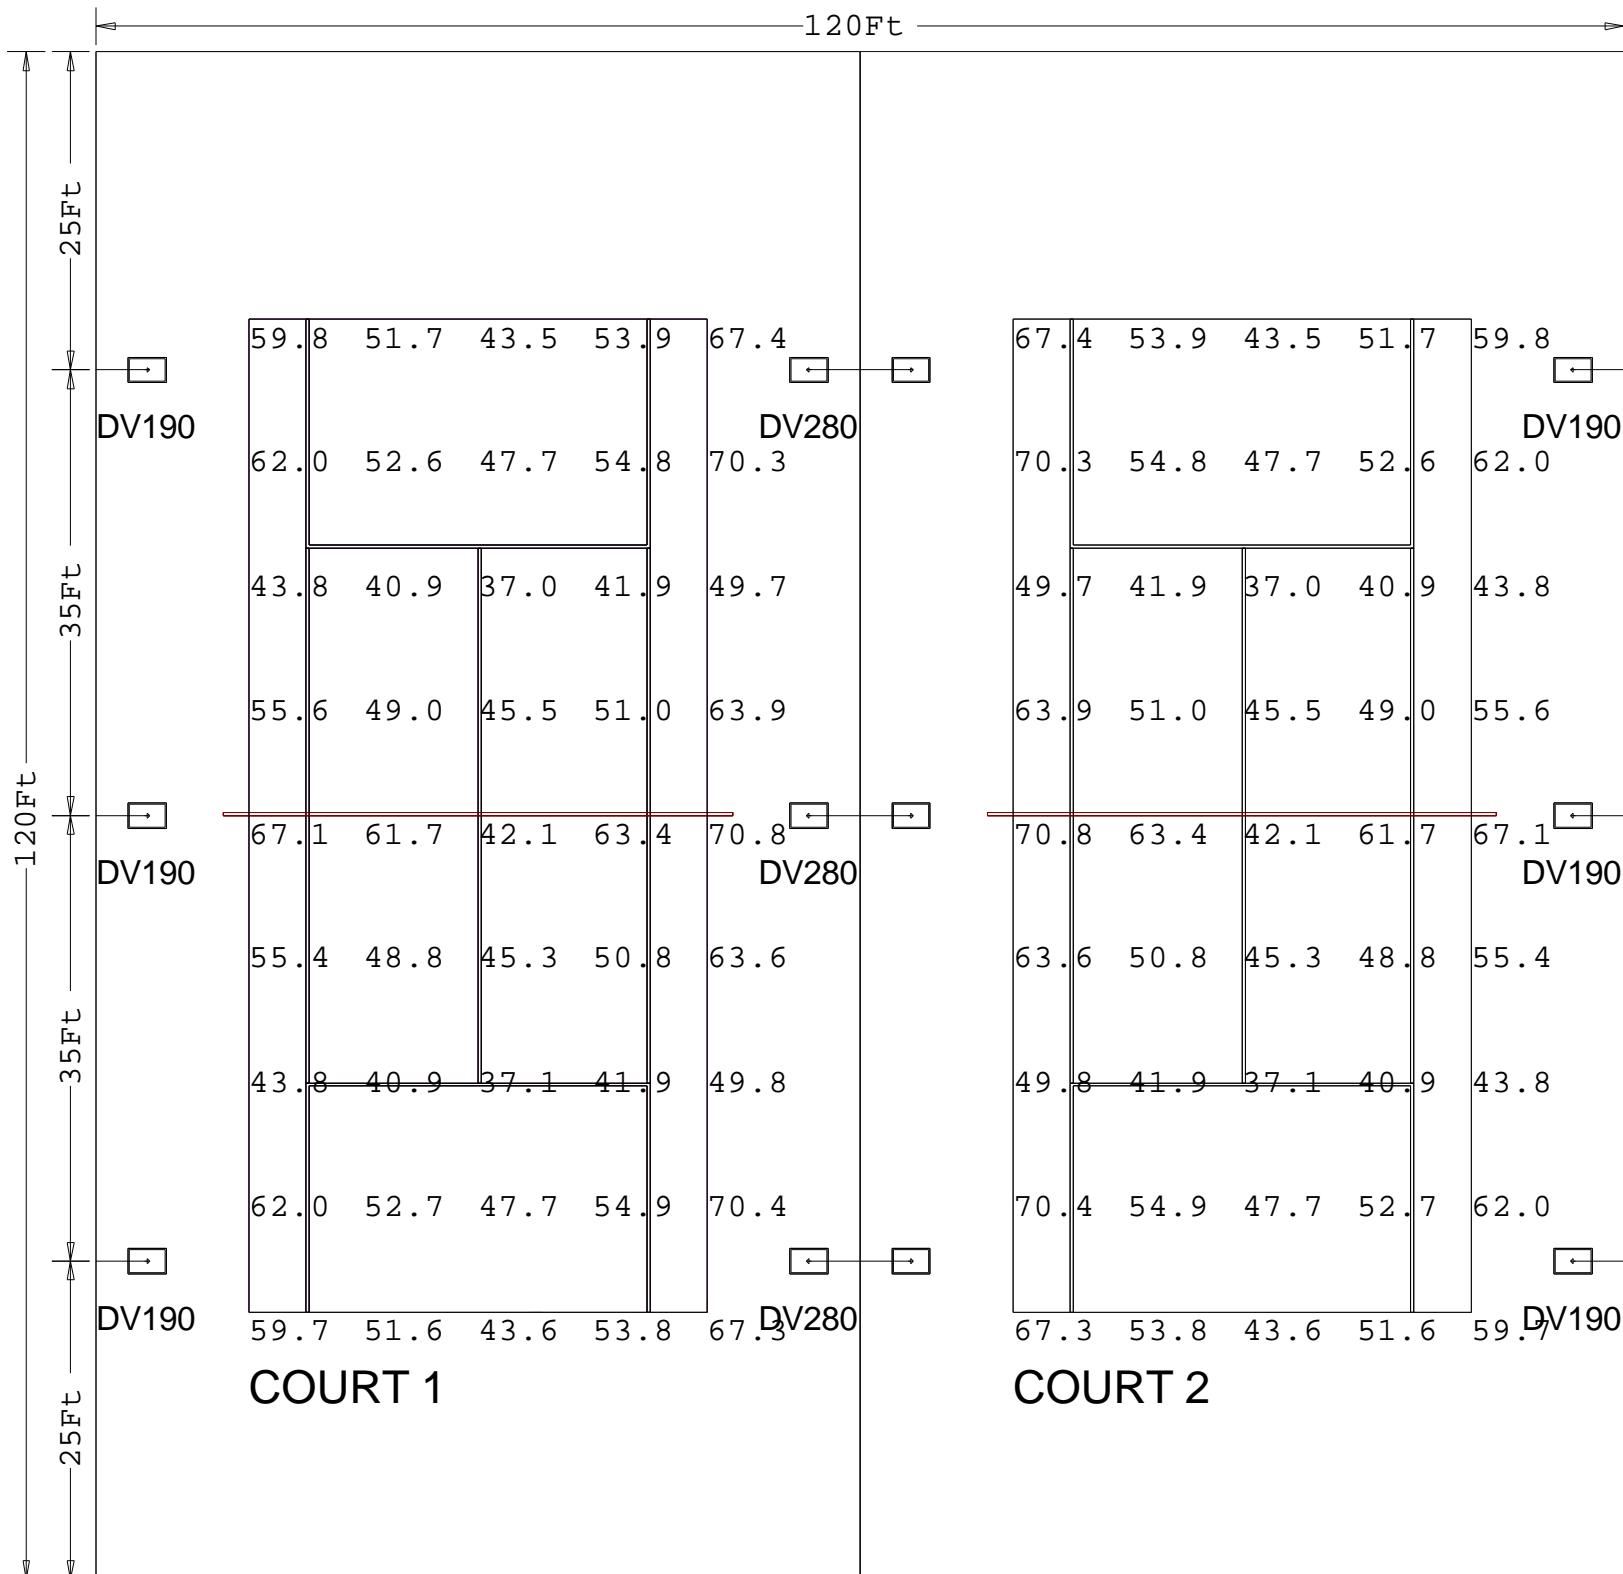 120Ft
25Ft
59.8 51.7 43.5 53.9 67.4 67.4 53.9 43.5 51.7 59.8
DV190 DV280 DV190
62.0 52.6 47.7 54.8 70.3 70.3 54.8 47.7 52.6 62.0
35Ft
43.8 40.9 37.0 41.9 49.7 49.7 41.9 37.0 40.9 43.8
55.6 49.0 45.5 51.0 63.9 63.9 51.0 45.5 49.0 55.6
120Ft
67.1 61.7 42.1 63.4 70.8 70.8 63.4 42.1 61.7 67.1
DV190 DV280 DV190
55.4 48.8 45.3 50.8 63.6 63.6 50.8 45.3 48.8 55.4
35Ft
43.8 40.9 37.1 41.9 49.8 49.8 41.9 37.1 40.9 43.8
62.0 52.7 47.7 54.9 70.4 70.4 54.9 47.7 52.7 62.0
DV190 DV280 DV190
59.7 51.6 43.6 53.8 67.3 67.3 53.8 43.6 51.6 59.7
COURT 1 COURT 2
25Ft